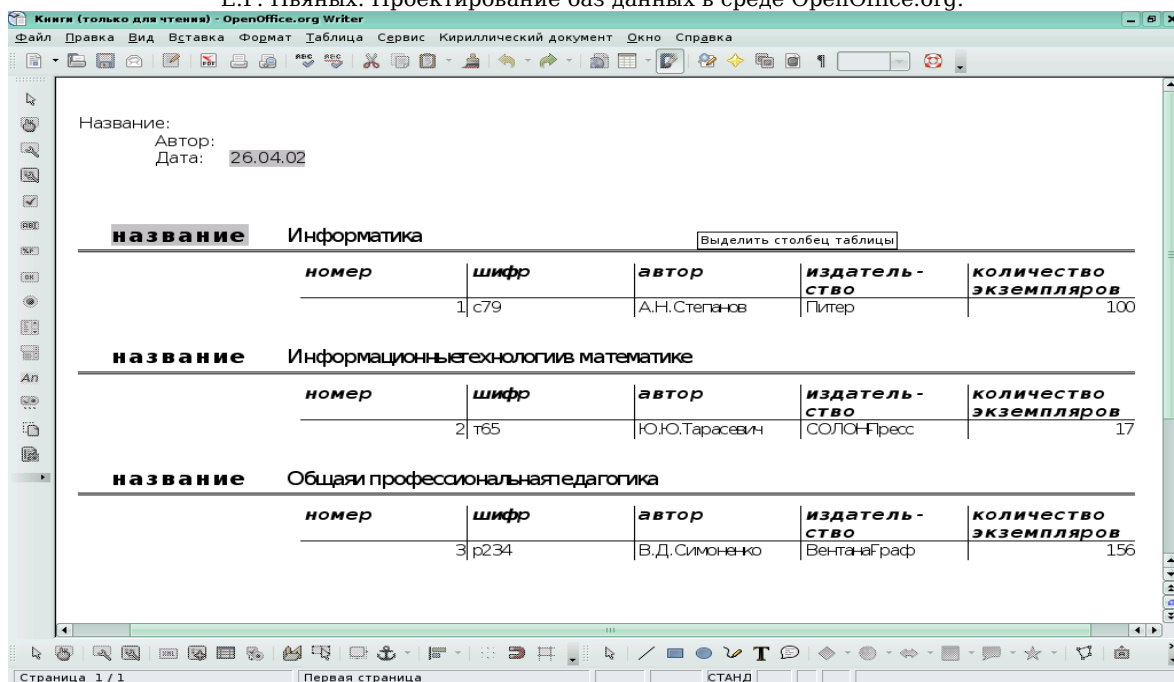 Е.Г. Пьяных. Проектирование баз данных в среде OpenOffice.org.
Книги (только для чтения) - OpenOffice.org Writer
Файл Правка Вид Вставка Формат Таблица Сервис Кириллический документ Окно Справка
Название:
Автор:
Дата: 26.04.02
название Информатика
Выделить столбец таблицы
номер шифр автор издатель- количество
ство экземпляров
1 с79 А.Н.Степанов Питер 100
название Информационныетехнологиив математике
номер шифр автор издатель- количество
ство экземпляров
2 т65 Ю.Ю.Тарасевич СОЛОН-Пресс 17
название Общаяи профессиональнаяпедагогика
номер шифр автор издатель- количество
ство экземпляров
3 р234 В.Д.Симоненко Вентана-Граф 156
Страница 1 / 1 Первая страница СТАНД